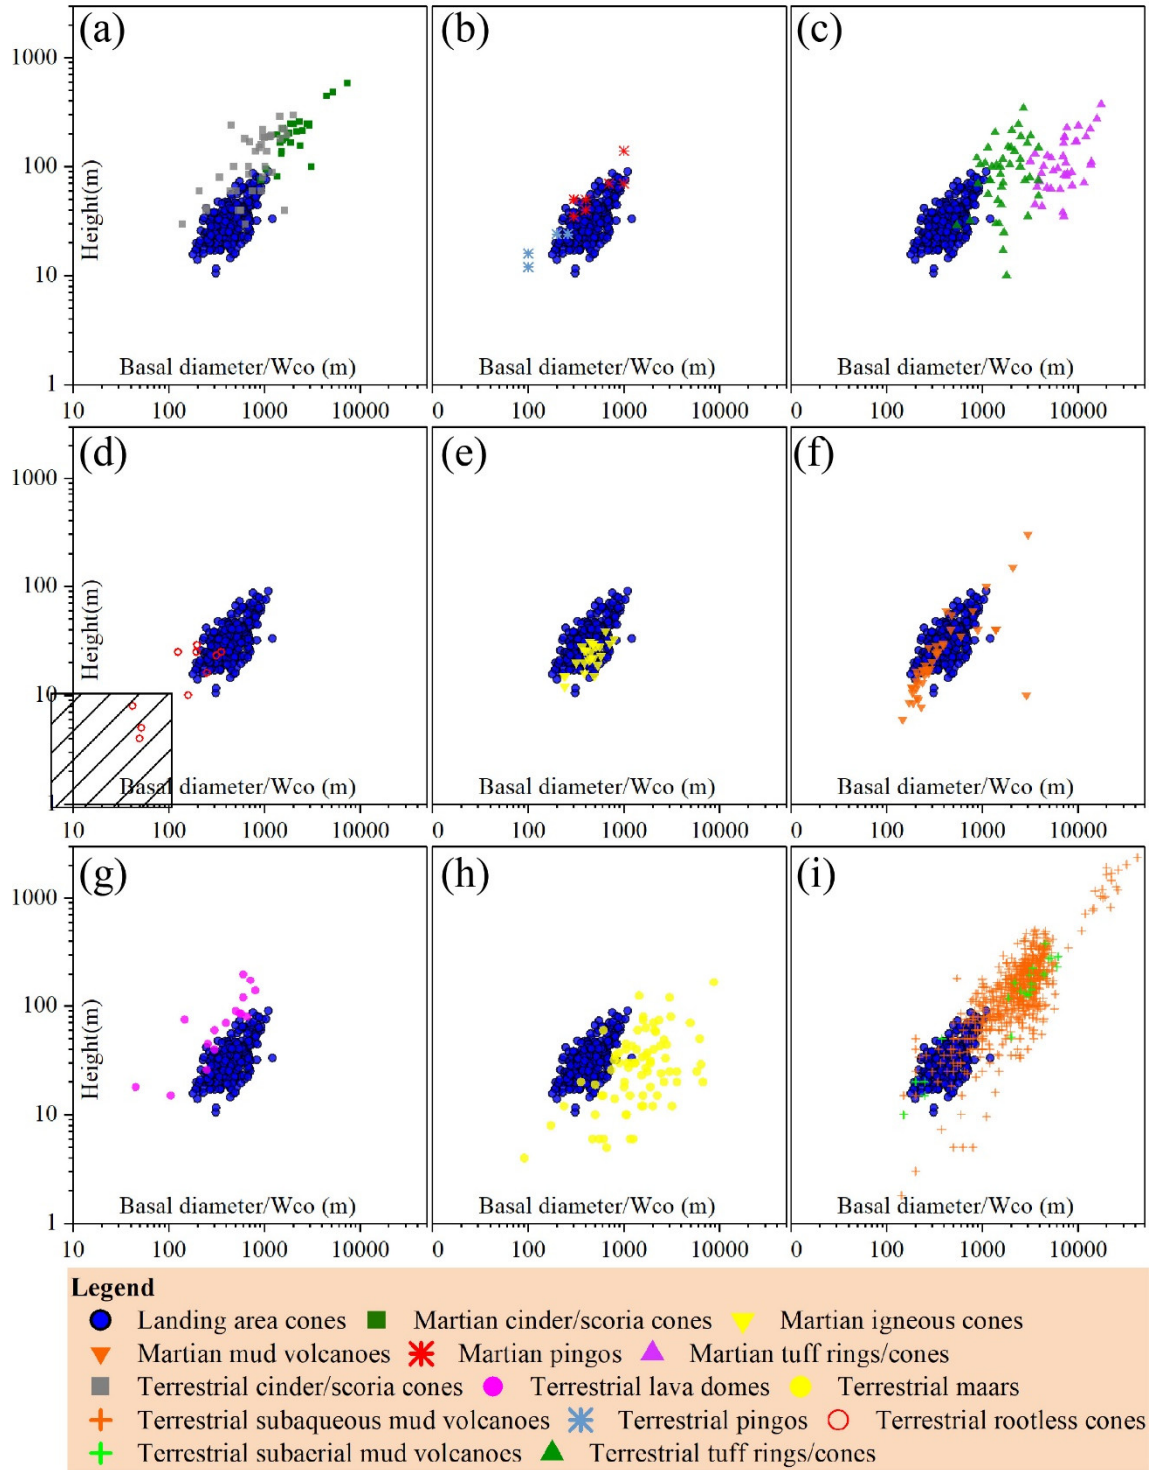 (a) (b) (c)
1000
100
10
1
Height(m)
Basal diameter/Wco (m) Basal diameter/Wco (m) Basal diameter/Wco (m)
10 100 1000 0 100 1000 0 100 1000 10000
(d) (e) (f)
1000
100
10
1
Height(m)
Basal diameter/Wco (m) Basal diameter/Wco (m) Basal diameter/Wco (m)
10 100 1000 0 100 1000 0 100 1000 10000
(g) (h) (i)
1000
100
10
1
Height(m)
Basal diameter/Wco (m) Basal diameter/Wco (m) Basal diameter/Wco (m)
10 100 1000 0 100 1000 0 100 1000 10000
Legend
Landing area cones Martian cinder/scoria cones Martian igneous cones
Martian mud volcanoes Martian pingos Martian tuff rings/cones
Terrestrial cinder/scoria cones Terrestrial lava domes Terrestrial maars
Terrestrial subaqueous mud volcanoes Terrestrial pingos Terrestrial rootless cones
Terrestrial subaerial mud volcanoes Terrestrial tuff rings/cones